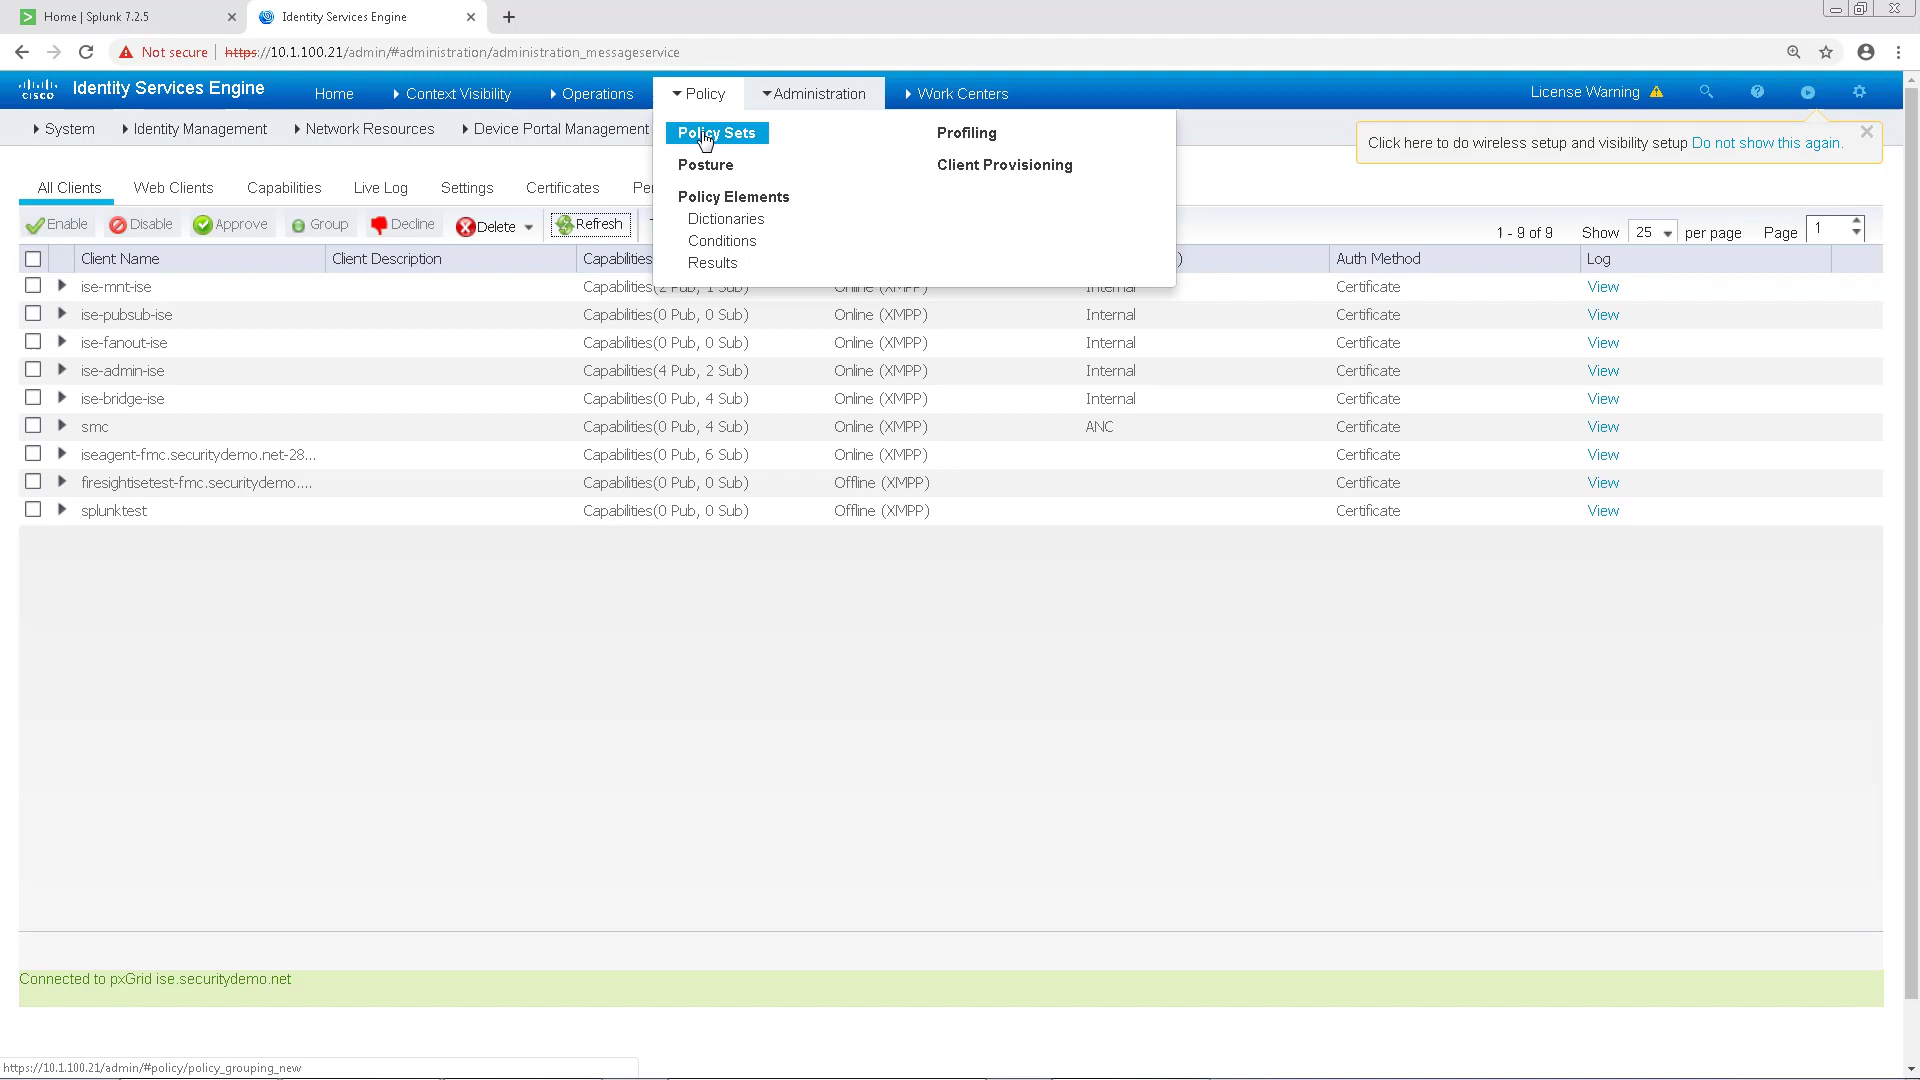 Home | Splunk 7.2.5
Identity Services Engine
Not secure | https://10.1.100.21/admin/#administration/administration_messageservice
cisco Identity Services Engine Home Context Visibility Operations Policy Administration Work Centers License Warning
System Identity Management Network Resources Device Portal Management
Click here to do wireless setup and visibility setup Do not show this again.
Policy Sets Profiling
Posture Client Provisioning
Policy Elements
Dictionaries
Conditions
Results
All Clients Web Clients Capabilities Live Log Settings Certificates
Enable Disable Approve Group Decline Delete Refresh 1 - 9 of 9 Show 25 per page Page 1
Client Name Client Description Capabilities Auth Method Log
ise-mnt-ise Capabilities(2 Pub, 1 Sub) Online (XMPP) Internal Certificate View
ise-pubsub-ise Capabilities(0 Pub, 0 Sub) Online (XMPP) Internal Certificate View
ise-fanout-ise Capabilities(0 Pub, 0 Sub) Online (XMPP) Internal Certificate View
ise-admin-ise Capabilities(4 Pub, 2 Sub) Online (XMPP) Internal Certificate View
ise-bridge-ise Capabilities(0 Pub, 4 Sub) Online (XMPP) Internal Certificate View
smc Capabilities(0 Pub, 4 Sub) Online (XMPP) ANC Certificate View
iseagent-fmc.securitydemo.net-28... Capabilities(0 Pub, 6 Sub) Online (XMPP) Certificate View
firesightisetest-fmc.securitydemo.... Capabilities(0 Pub, 0 Sub) Offline (XMPP) Certificate View
splunktest Capabilities(0 Pub, 0 Sub) Offline (XMPP) Certificate View
Connected to pxGrid ise.securitydemo.net
https://10.1.100.21/admin/#policy/policy_grouping_new